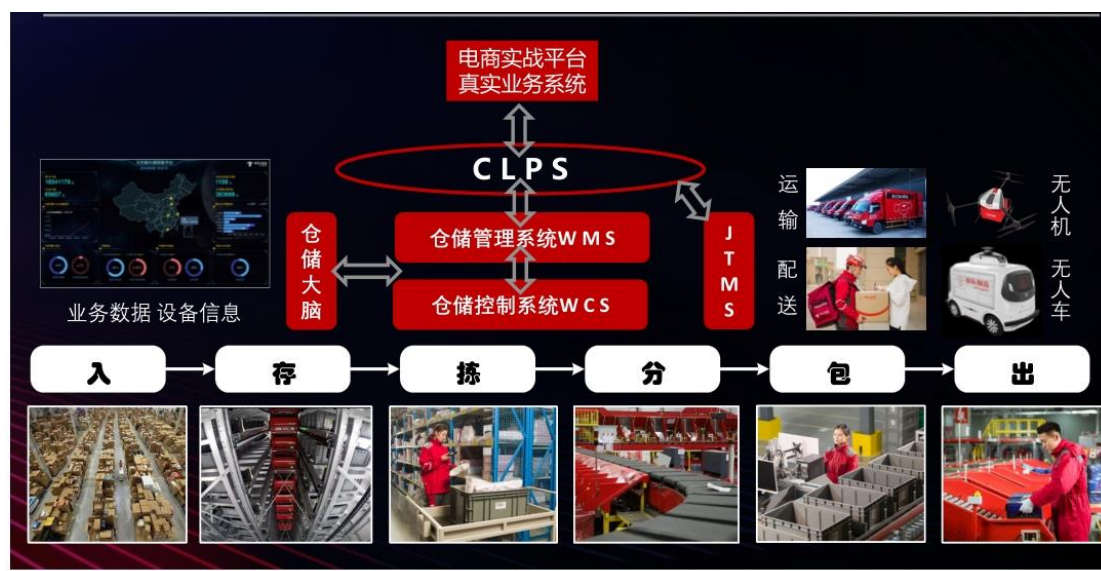 电商实战平台
真实业务系统
CLPS
仓储大脑
仓储管理系统WMS
仓储控制系统WCS
JTMS
运输
配送
无人机
无人车
业务数据 设备信息
入
存
拣
分
包
出